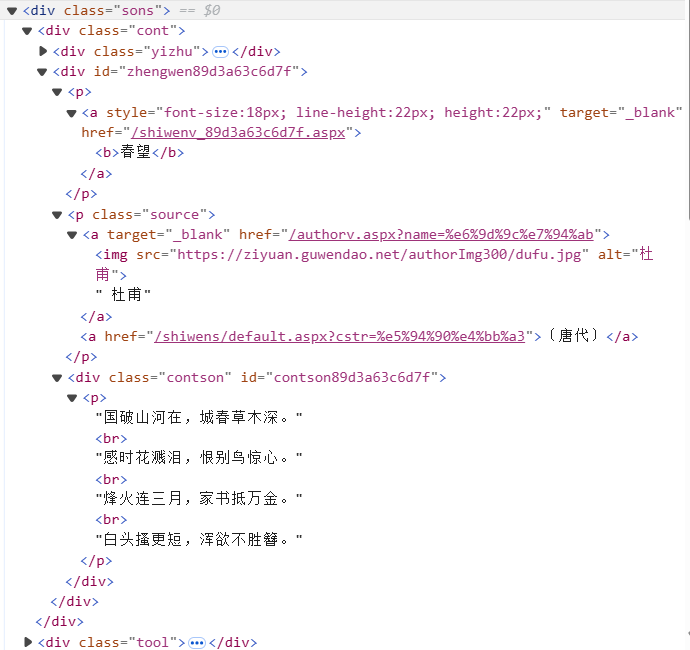 ▼<div class="sons"> == $0
▼<div class="cont">
▶<div class="yizhu">•••</div>
▼<div id="zhengwen89d3a63c6d7f">
▼<p>
▼<a style="font-size:18px; line-height:22px; height:22px;" target="_blank"
href="/shiwenv_89d3a63c6d7f.aspx">
<b>春望</b>
</a>
</p>
▼<p class="source">
▼<a target="_blank" href="/authorv.aspx?name=%e6%9d%9c%e7%94%ab">
<img src="https://ziyuan.guwendao.net/authorImg300/dufu.jpg" alt="杜
甫">
" 杜甫"
</a>
<a href="/shiwens/default.aspx?cstr=%e5%94%90%e4%bb%a3">〔唐代〕</a>
</p>
▼<div class="contson" id="contson89d3a63c6d7f">
▼<p>
"国破山河在，城春草木深。"
<br>
"感时花溅泪，恨别鸟惊心。"
<br>
"烽火连三月，家书抵万金。"
<br>
"白头搔更短，浑欲不胜簪。"
</p>
</div>
</div>
</div>
▶<div class="tool">•••</div>